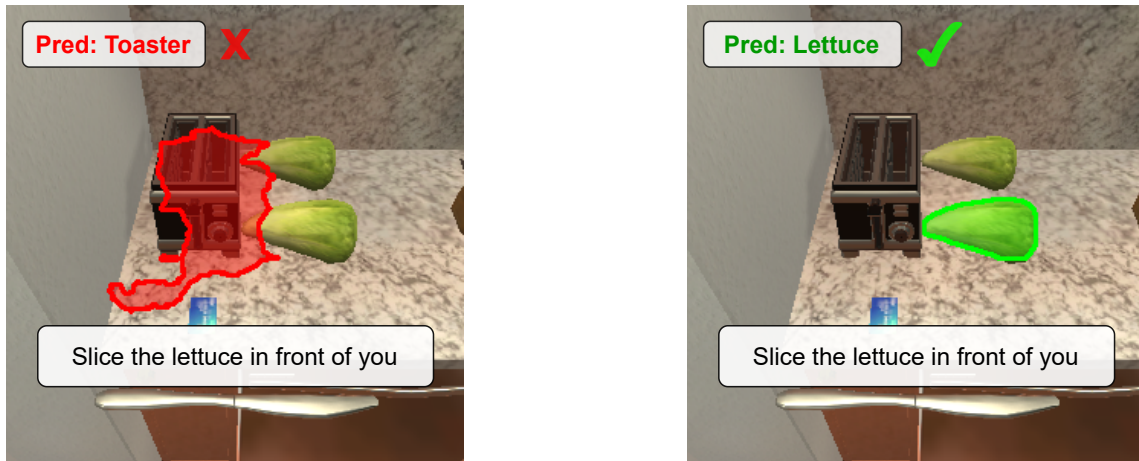 Pred: Toaster X
Slice the lettuce in front of you
Pred: Lettuce ✓
Slice the lettuce in front of you